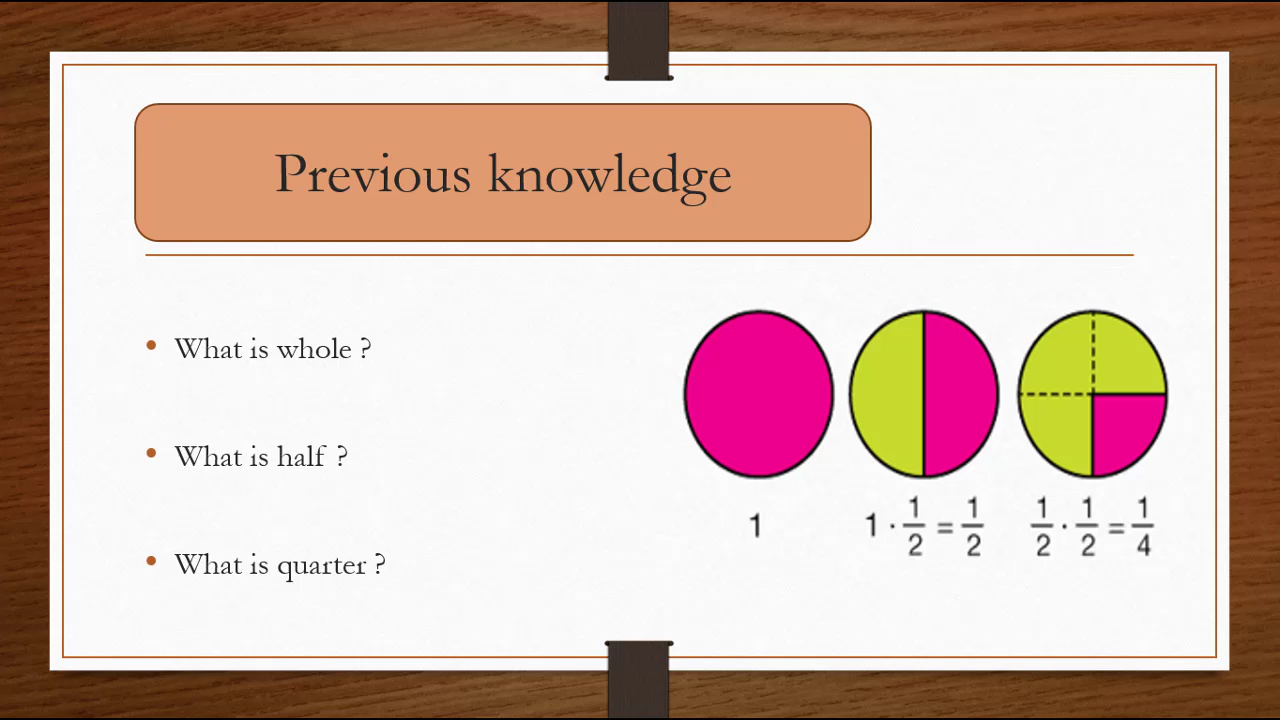 Previous knowledge
• What is whole ?
• What is half ?
• What is quarter ?
1
1 · 1/2 = 1/2
1/2 · 1/2 = 1/4